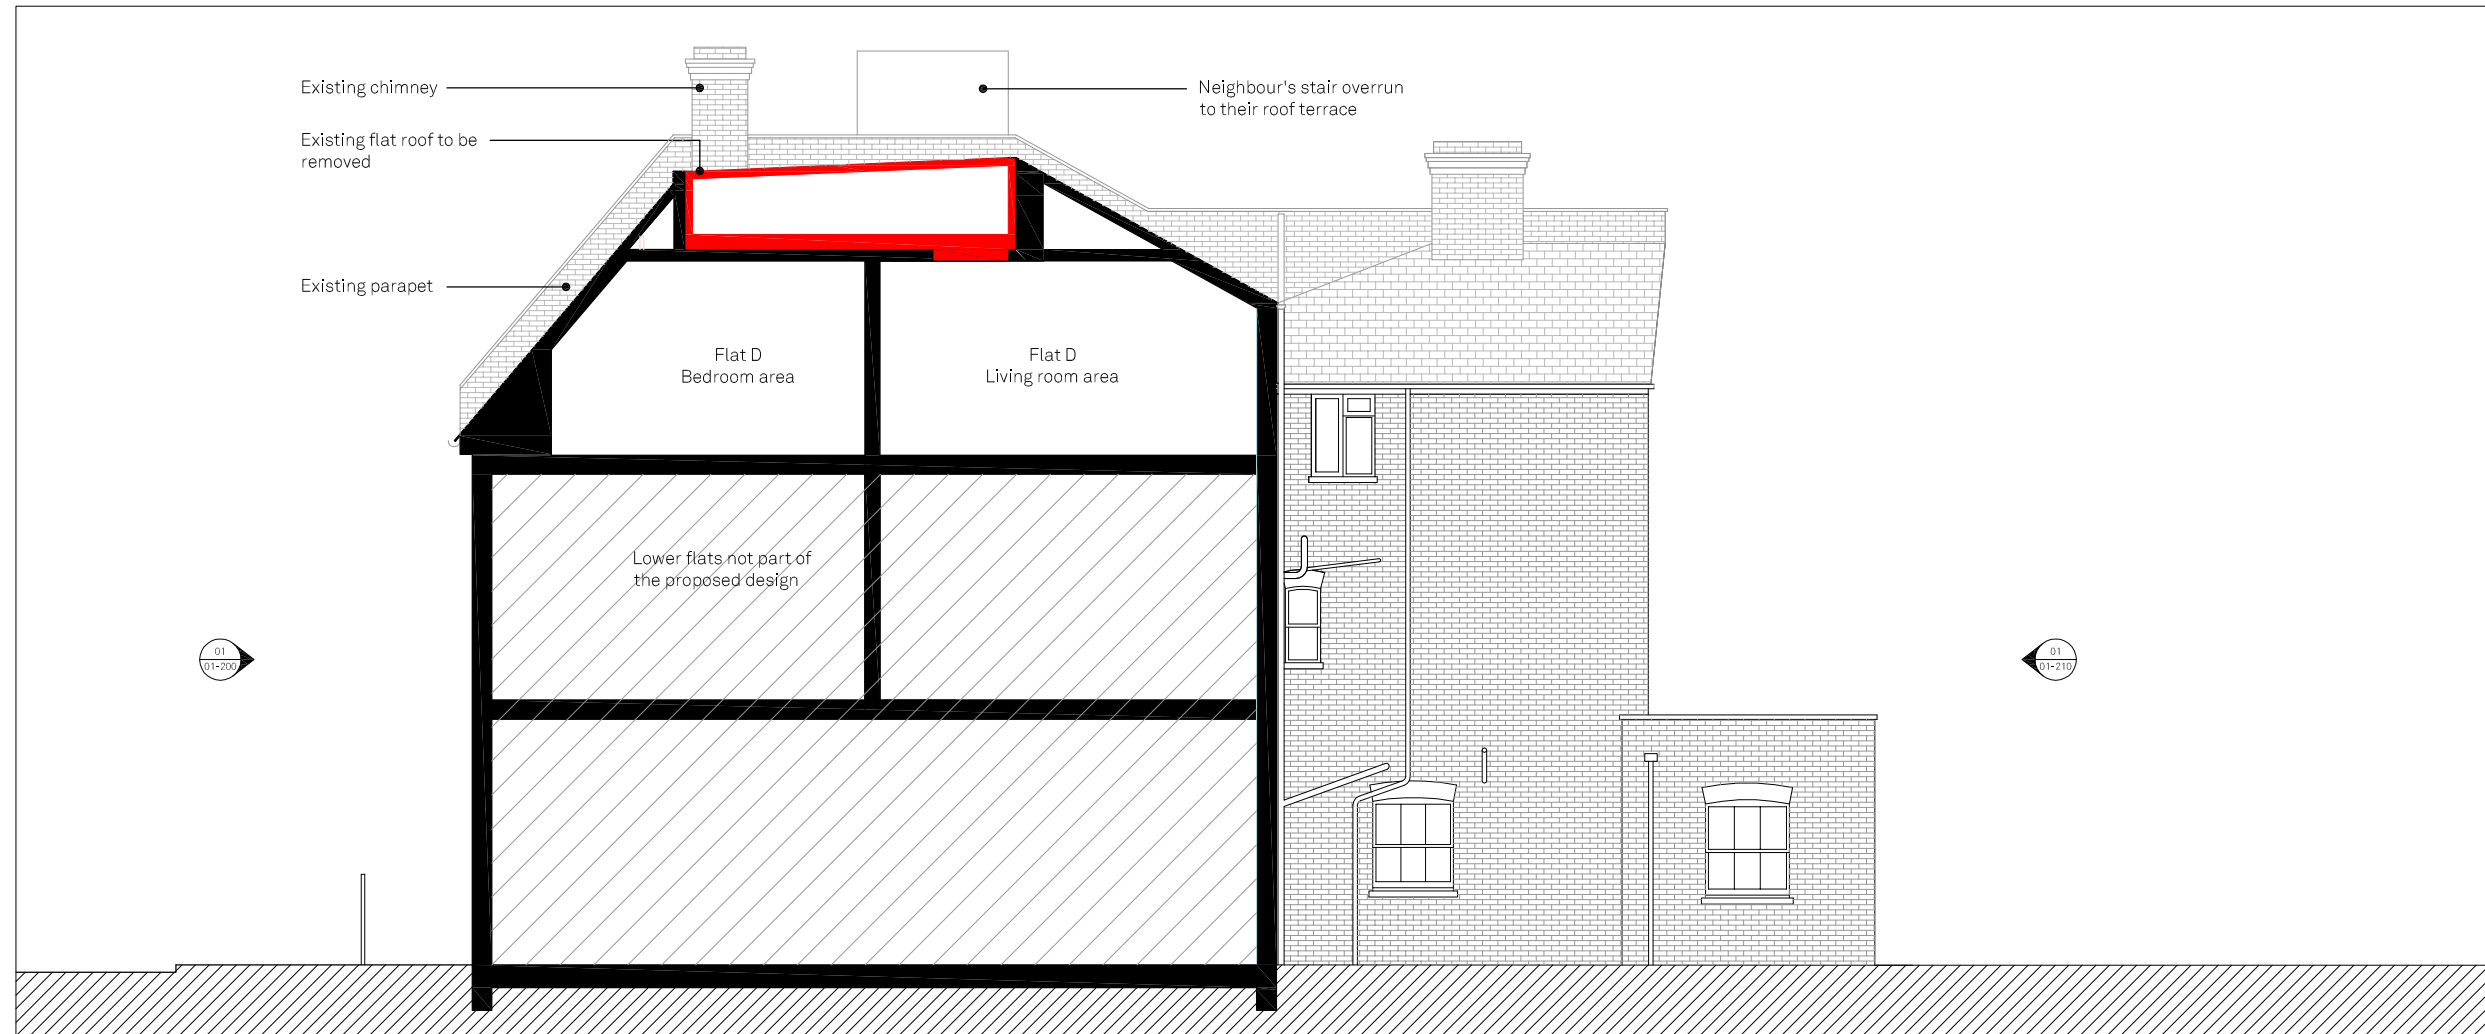 Existing chimney
Neighbour's stair overrun
to their roof terrace
Existing flat roof to be
removed
Existing parapet
Flat D
Bedroom area
Flat D
Living room area
Lower flats not part of
the proposed design
01
01-200
01
01-210